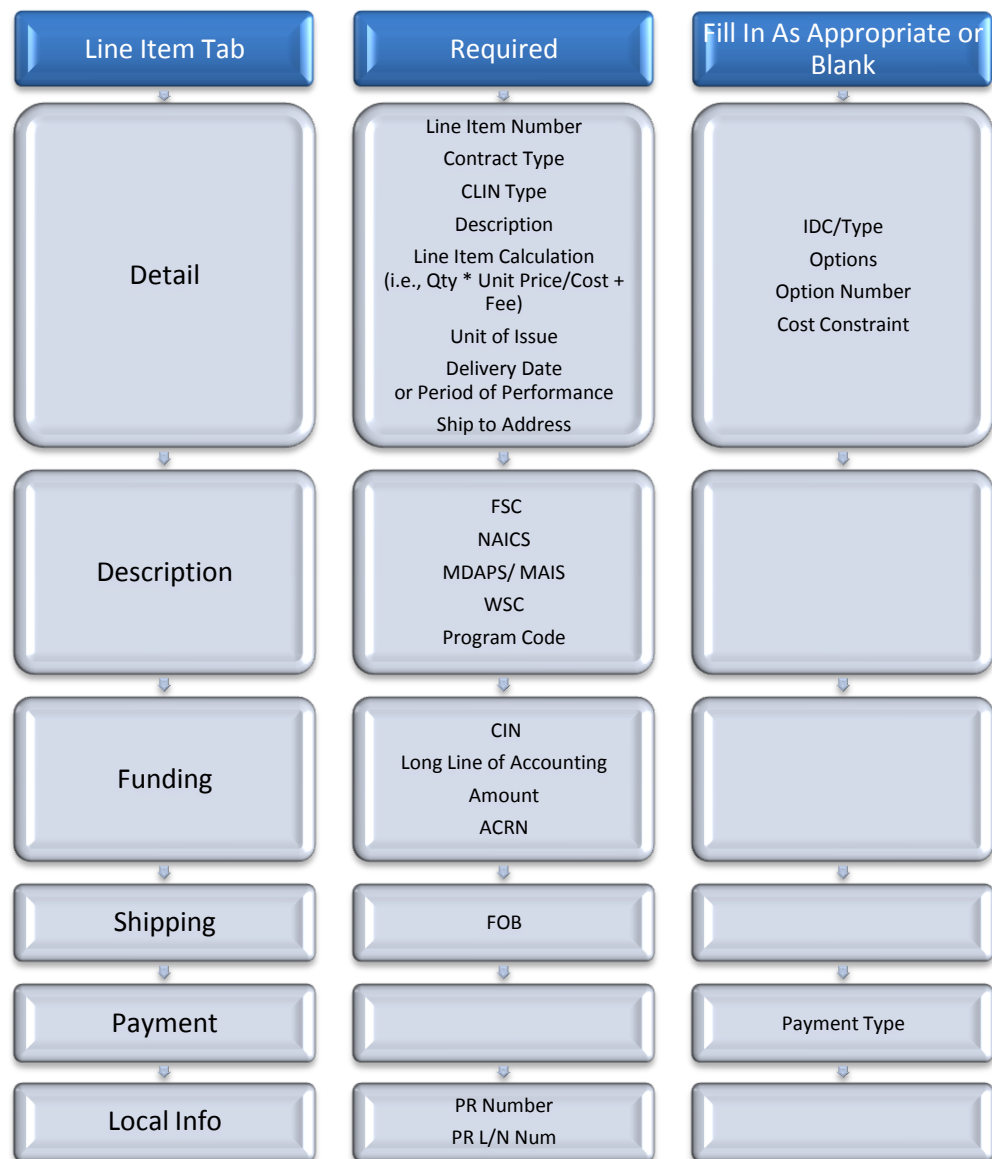 Line Item Tab
Required
Fill In As Appropriate or
Blank
Detail
Line Item Number
Contract Type
CLIN Type
Description
Line Item Calculation
(i.e., Qty * Unit Price/Cost +
Fee)
Unit of Issue
Delivery Date
or Period of Performance
Ship to Address
IDC/Type
Options
Option Number
Cost Constraint
Description
FSC
NAICS
MDAPS/ MAIS
WSC
Program Code
Funding
CIN
Long Line of Accounting
Amount
ACRN
Shipping
FOB
Payment
Payment Type
Local Info
PR Number
PR L/N Num